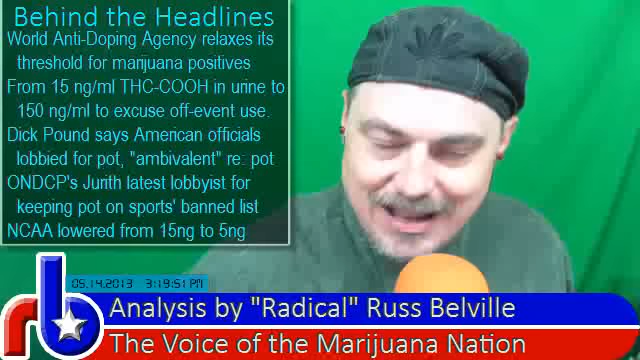 Behind the Headlines
World Anti-Doping Agency relaxes its
threshold for marijuana positives
From 15 ng/ml THC-COOH in urine to
150 ng/ml to excuse off-event use.
Dick Pound says American officials
lobbied for pot, "ambivalent" re: pot
ONDCP's Jurith latest lobbyist for
keeping pot on sports' banned list
NCAA lowered from 15ng to 5ng
rb
05.14.2013 3:19:51 PM
Analysis by "Radical" Russ Belville
The Voice of the Marijuana Nation